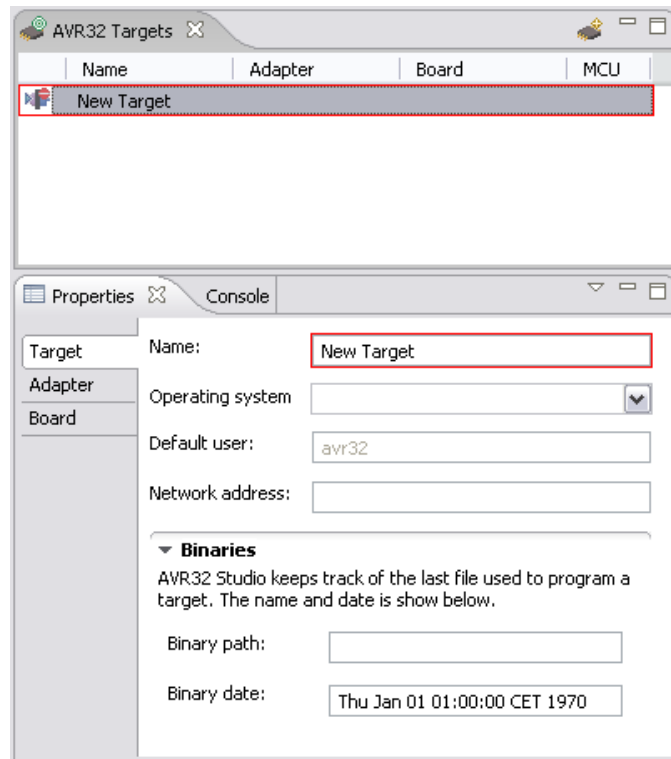 AVR32 Targets
Name Adapter Board MCU
New Target
Properties Console
Target
Adapter
Board
Name: New Target
Operating system
Default user: avr32
Network address:
Binaries
AVR32 Studio keeps track of the last file used to program a
target. The name and date is show below.
Binary path:
Binary date: Thu Jan 01 01:00:00 CET 1970